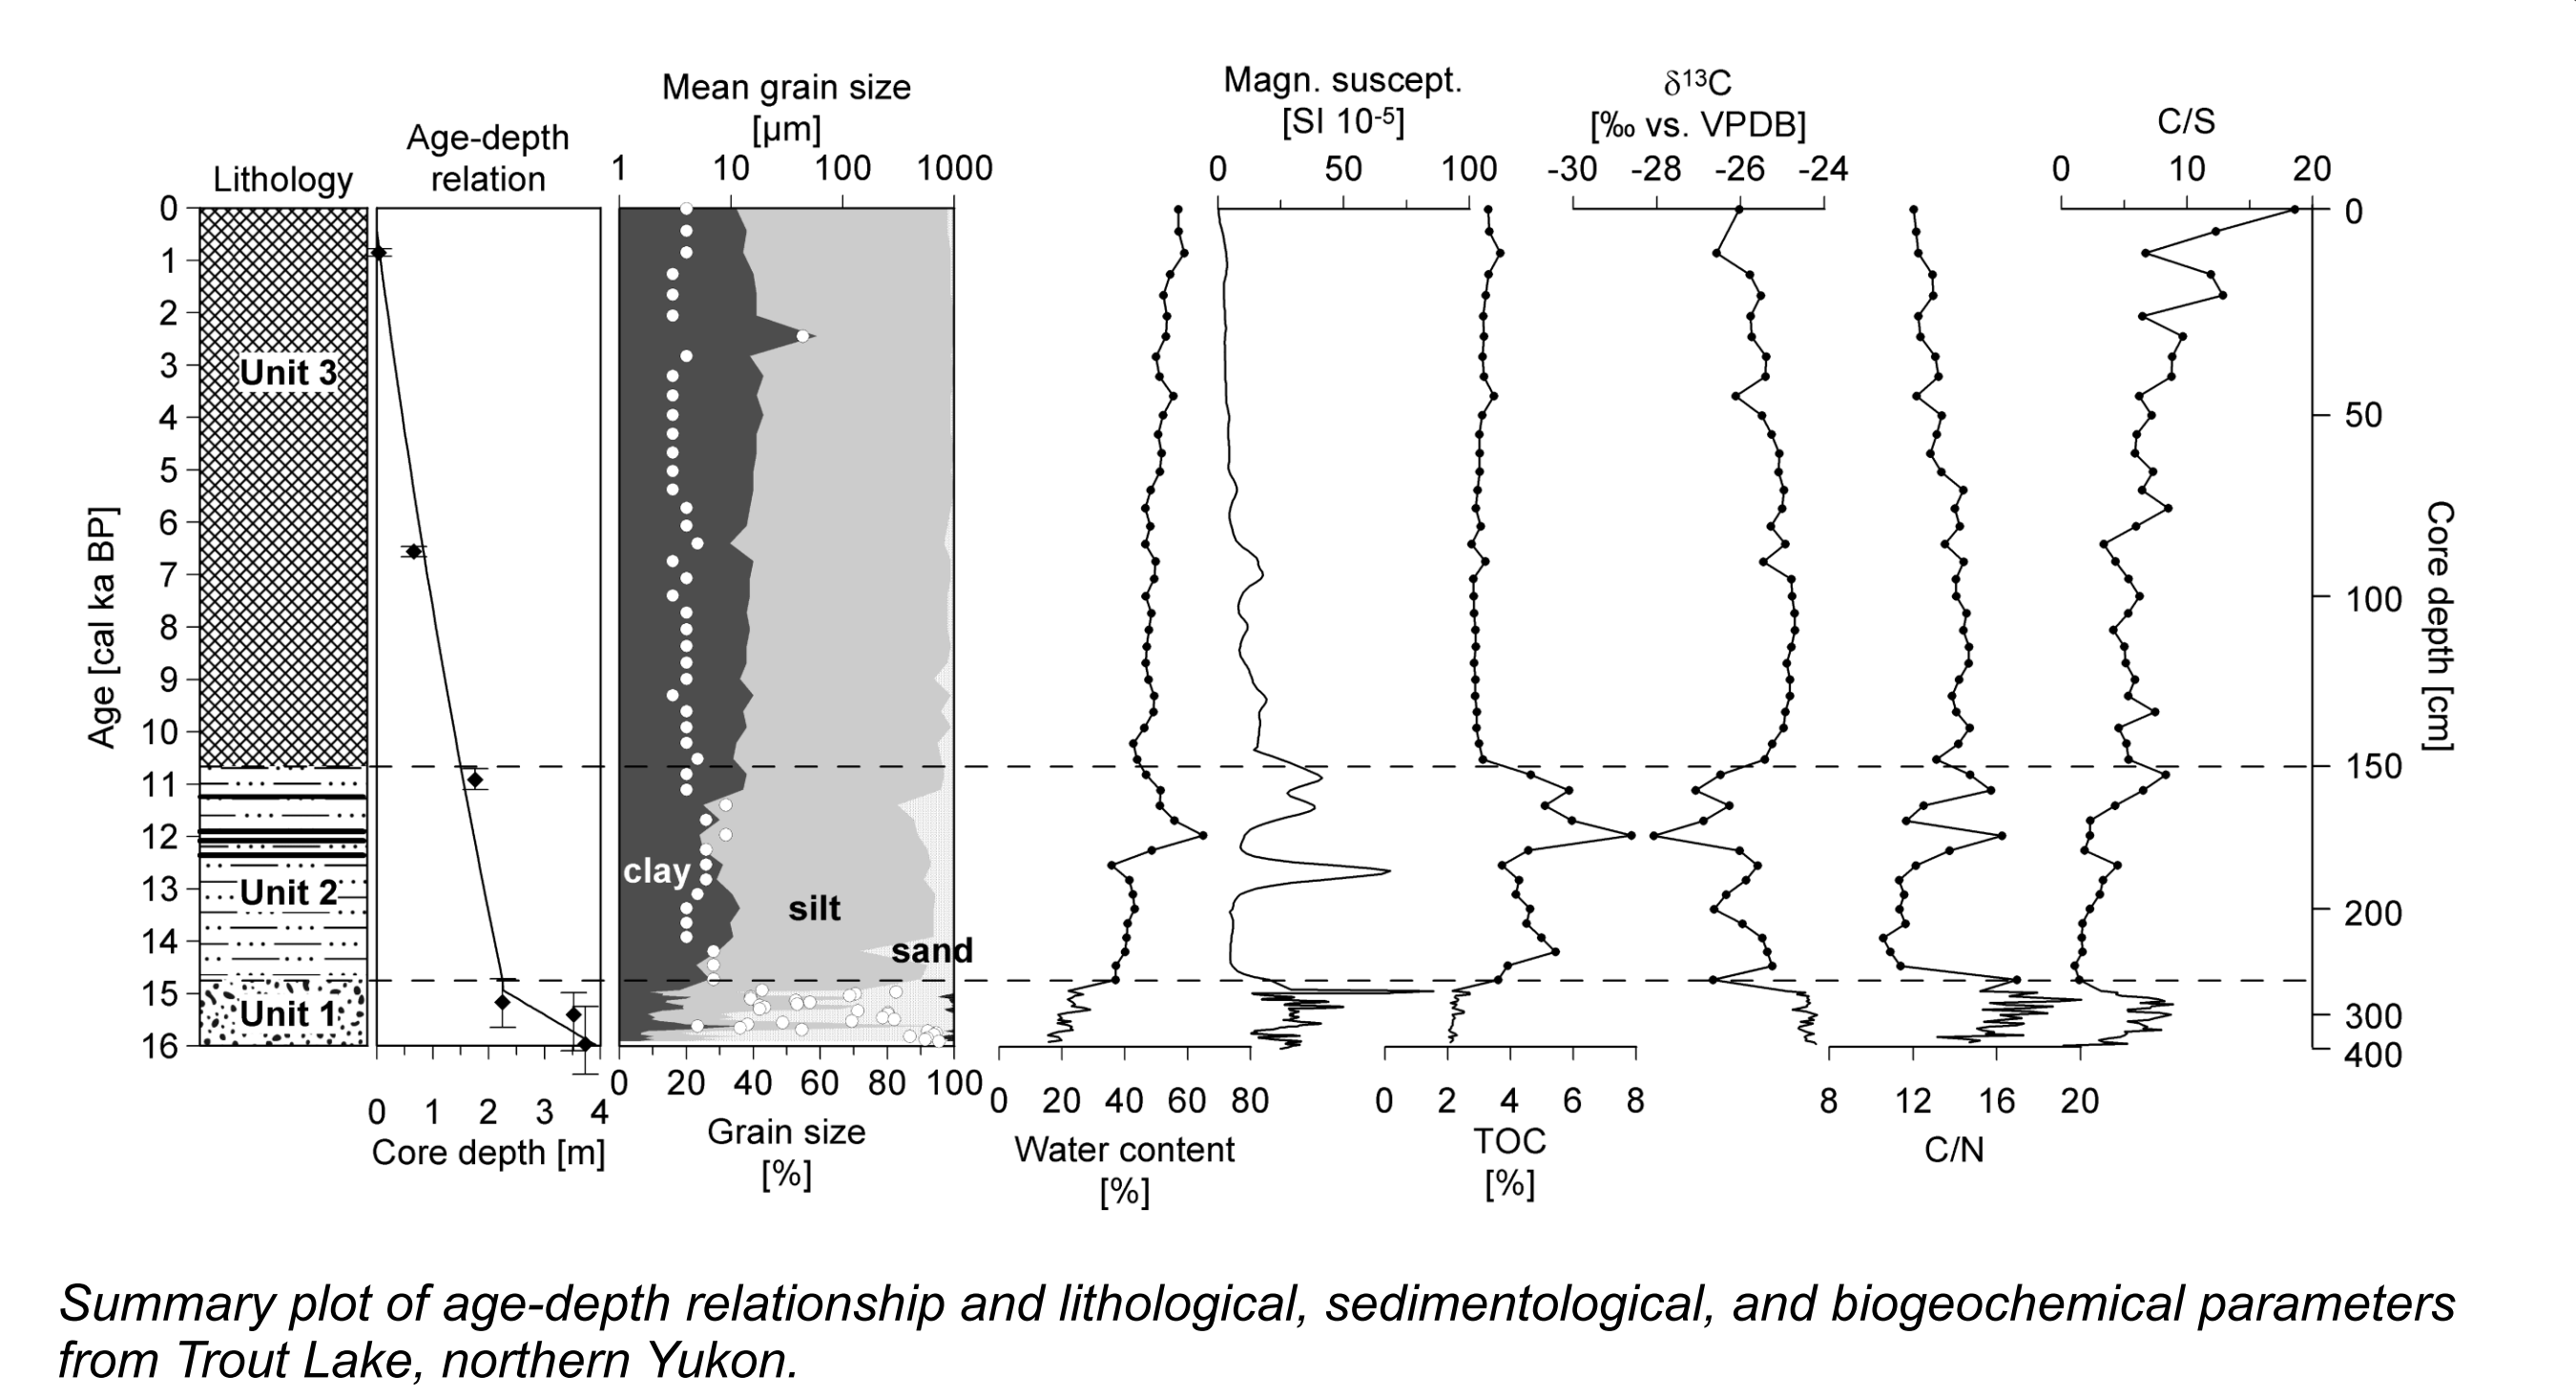 Mean grain size
[µm]
Magn. suscept.
[SI 10-5]
δ13C
[‰ vs. VPDB]
C/S
Age-depth
relation
Lithology
1 10 100 1000
0 50 100
-30 -28 -26 -24
0 10 20
0
1
2
3
4
5
6
7
8
9
10
11
12
13
14
15
16
Age [cal ka BP]
Unit 3
Unit 2
Unit 1
clay
silt
sand
0
50
100
150
200
300
400
Core depth [cm]
0 1 2 3 4
Core depth [m]
0 20 40 60 80 100
Grain size
[%]
0 20 40 60 80
Water content
[%]
0 2 4 6 8
TOC
[%]
8 12 16 20
C/N
Summary plot of age-depth relationship and lithological, sedimentological, and biogeochemical parameters
from Trout Lake, northern Yukon.